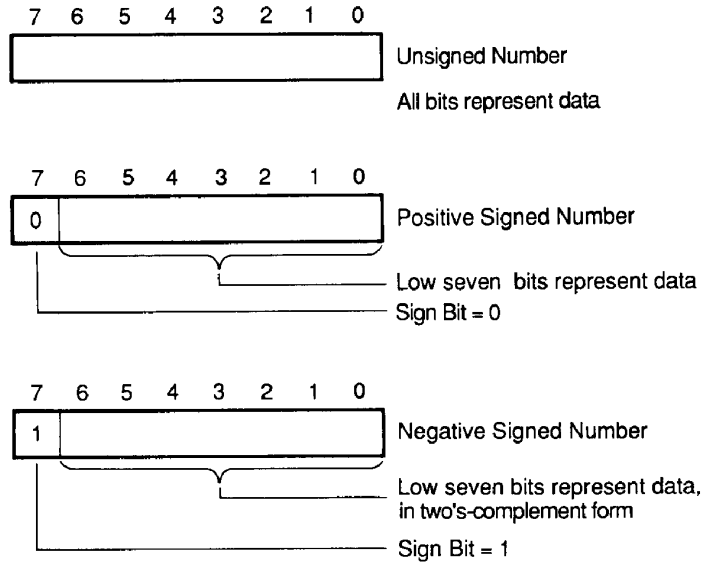 7 6 5 4 3 2 1 0
Unsigned Number
All bits represent data
7 6 5 4 3 2 1 0
0
Positive Signed Number
Low seven bits represent data
Sign Bit = 0
7 6 5 4 3 2 1 0
1
Negative Signed Number
Low seven bits represent data,
in two's-complement form
Sign Bit = 1